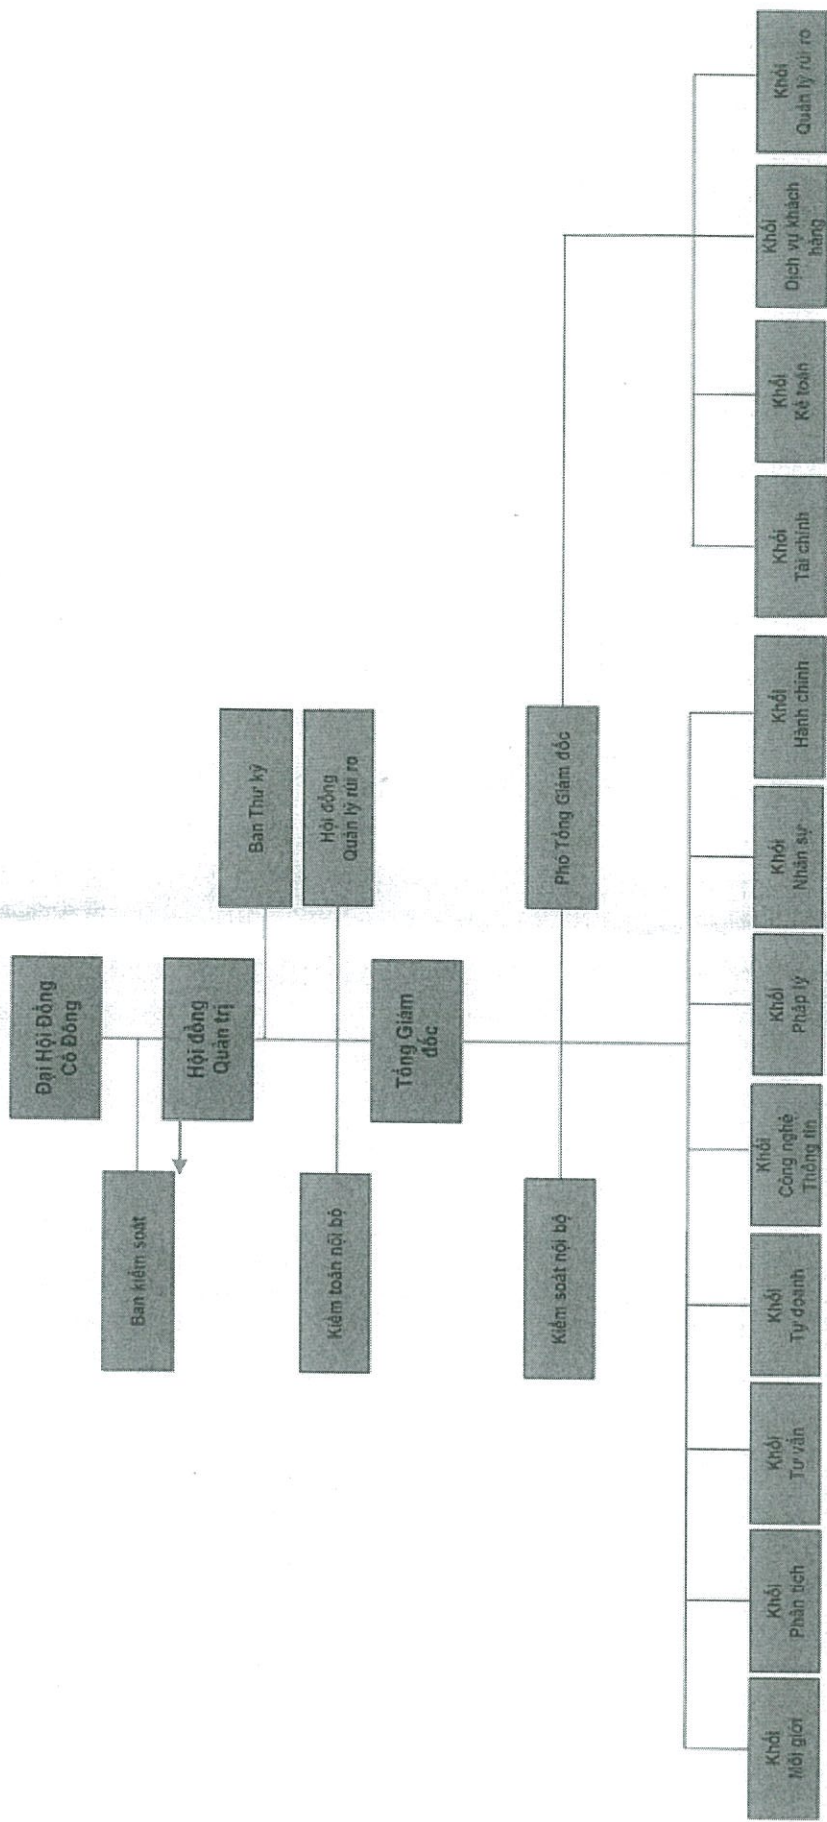 Đại Hội Đồng
Cổ Đông
Ban kiểm soát
Hội đồng
Quản trị
Ban Thư ký
Kiểm toán nội bộ
Hội đồng
Quản lý rủi ro
Tổng Giám
đốc
Kiểm soát nội bộ
Phó Tổng Giám đốc
Khối
Môi giới
Khối
Phân tích
Khối
Tư vấn
Khối
Tự doanh
Khối
Công nghệ
Thông tin
Khối
Pháp lý
Khối
Nhân sự
Khối
Hành chính
Khối
Tài chính
Khối
Kế toán
Khối
Dịch vụ khách
hàng
Khối
Quản lý rủi ro